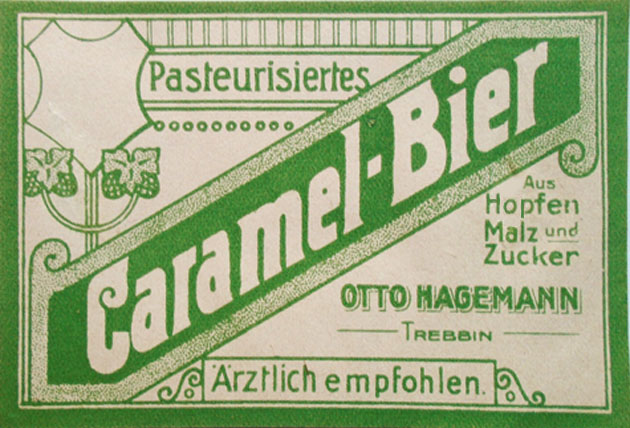 Pasteurisiertes
Caramel-Bier
Aus
Hopfen
Malz und
Zucker
OTTO HAGEMANN
TREBBIN
Ärztlich empfohlen.